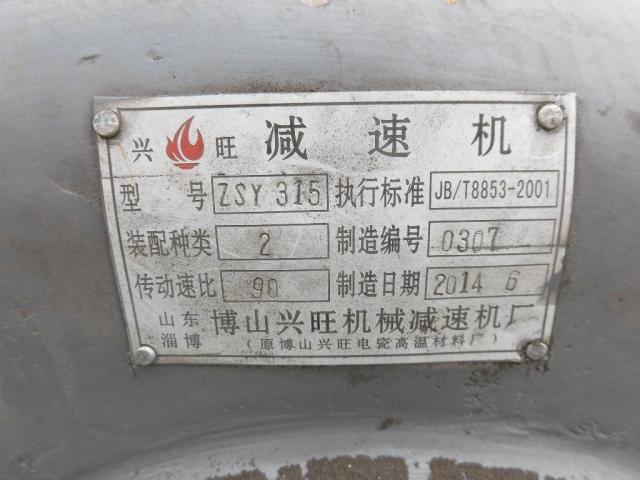 兴 旺 减 速 机
型 号 ZSY 315 执行标准 JB/T8853-2001
装配种类 2 制造编号 0307
传动速比 90 制造日期 2014 6
山东 淄博 博山兴旺机械减速机厂
(原博山兴旺电瓷高温材料厂)